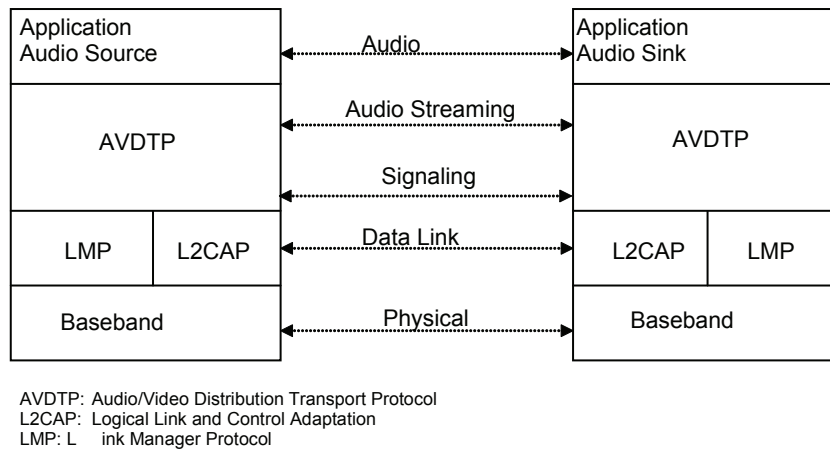 Application
Audio Source
Audio
Application
Audio Sink
AVDTP
Audio Streaming
AVDTP
Signaling
LMP
L2CAP
Data Link
L2CAP
LMP
Baseband
Physical
Baseband
AVDTP: Audio/Video Distribution Transport Protocol
L2CAP: Logical Link and Control Adaptation
LMP: L ink Manager Protocol